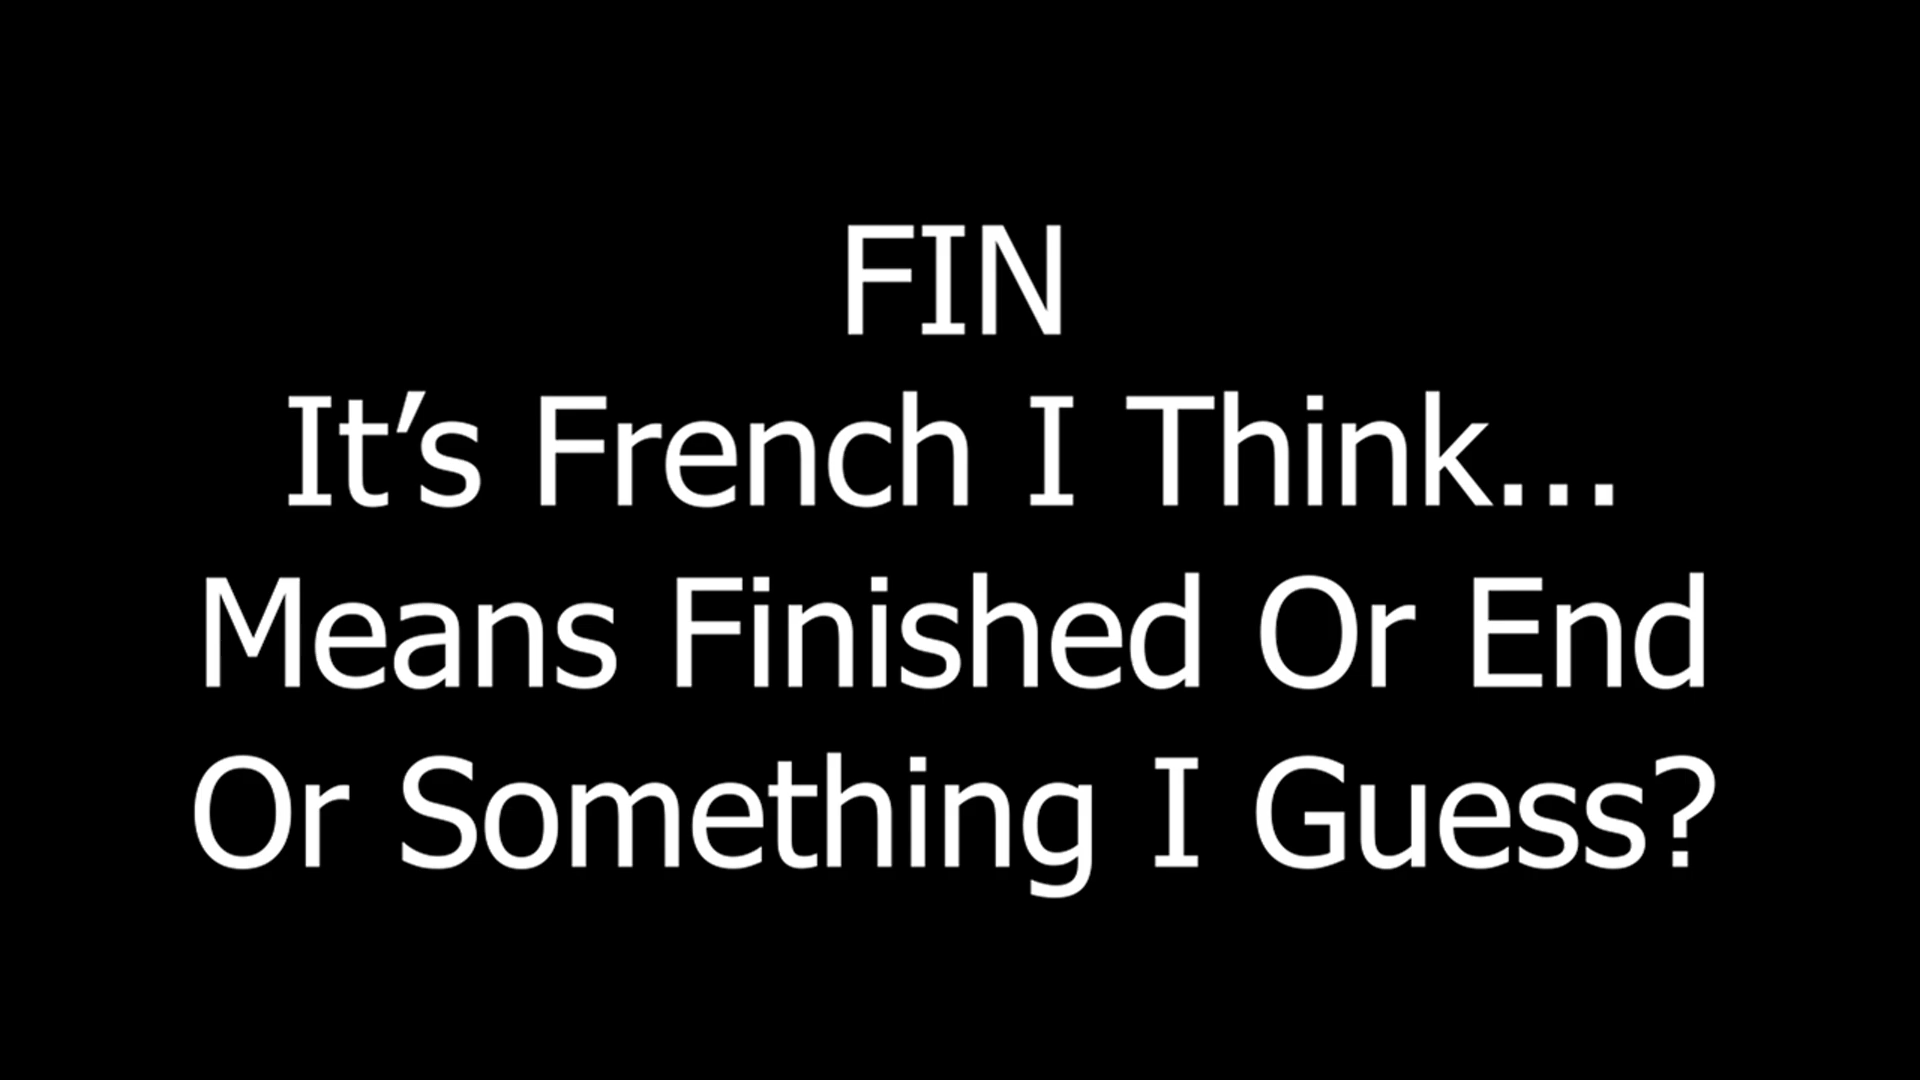 FIN
It’s French I Think...
Means Finished Or End
Or Something I Guess?